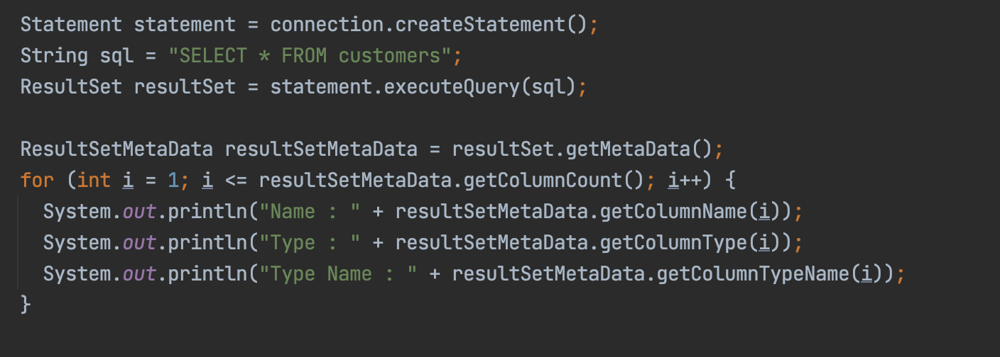 Statement statement = connection.createStatement();
String sql = "SELECT * FROM customers";
ResultSet resultSet = statement.executeQuery(sql);
ResultSetMetaData resultSetMetaData = resultSet.getMetaData();
for (int i = 1; i <= resultSetMetaData.getColumnCount(); i++) {
  System.out.println("Name : " + resultSetMetaData.getColumnName(i));
  System.out.println("Type : " + resultSetMetaData.getColumnType(i));
  System.out.println("Type Name : " + resultSetMetaData.getColumnTypeName(i));
}